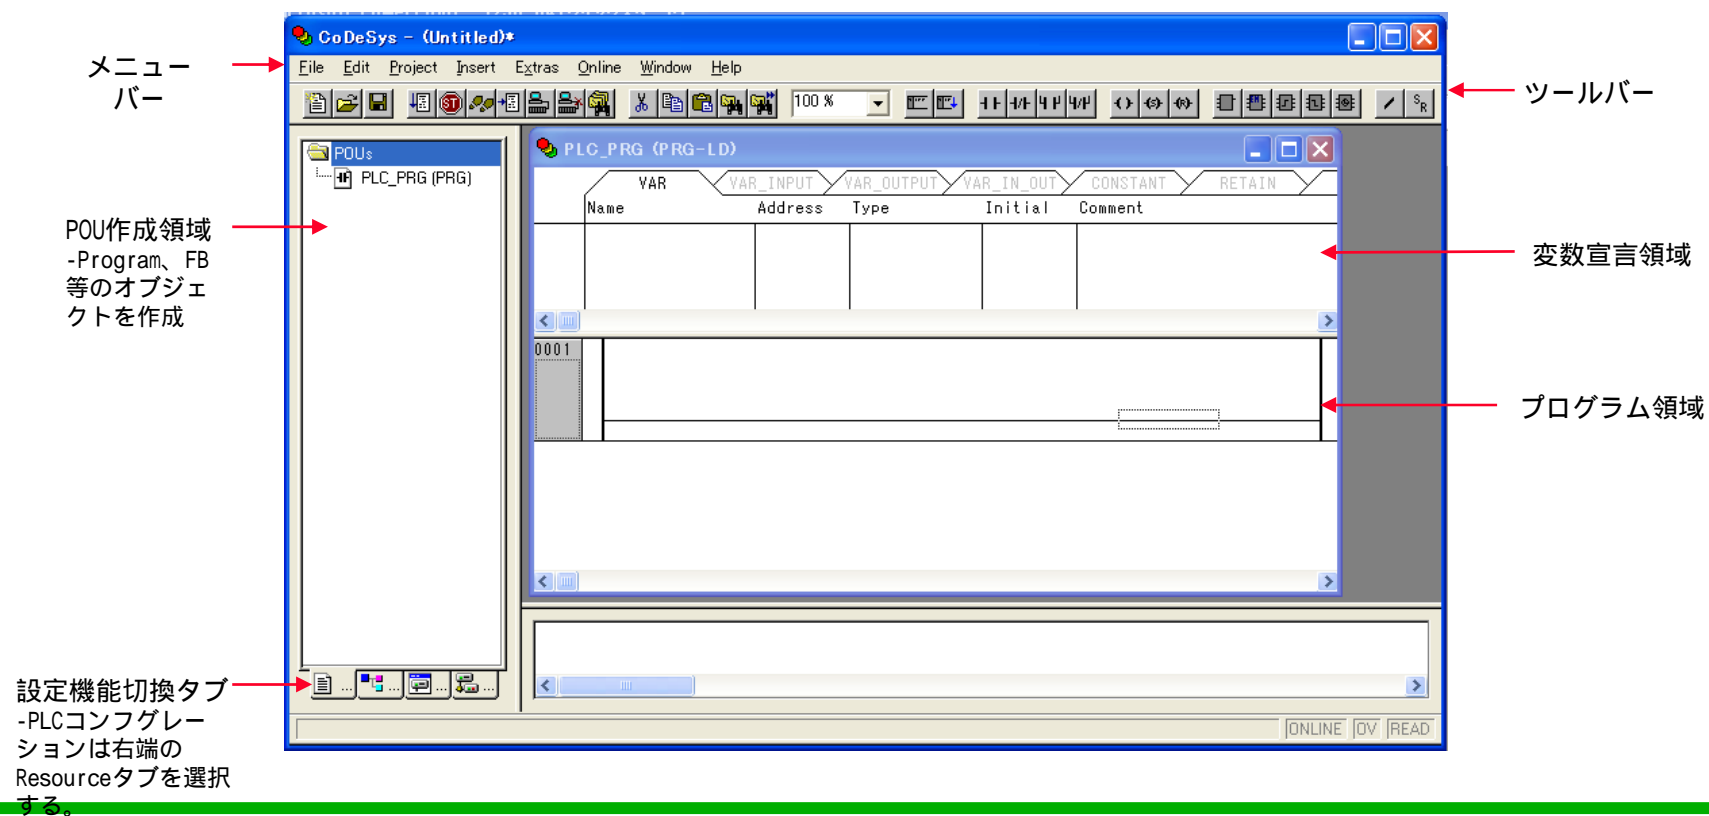 CoDeSys - (Untitled)*
File Edit Project Insert Extras Online Window Help
100 %
メニュー
バー
ツールバー
POUs
PLC_PRG (PRG)
PLC_PRG (PRG-LD)
VAR VAR_INPUT VAR_OUTPUT VAR_IN_OUT CONSTANT RETAIN
Name Address Type Initial Comment
POU作成領域
-Program、FB
等のオブジェ
クトを作成
変数宣言領域
0001
プログラム領域
設定機能切換タブ
-PLCコンフグレー
ションは右端の
Resourceタブを選択
する。
... ... ... ...
ONLINE OV READ